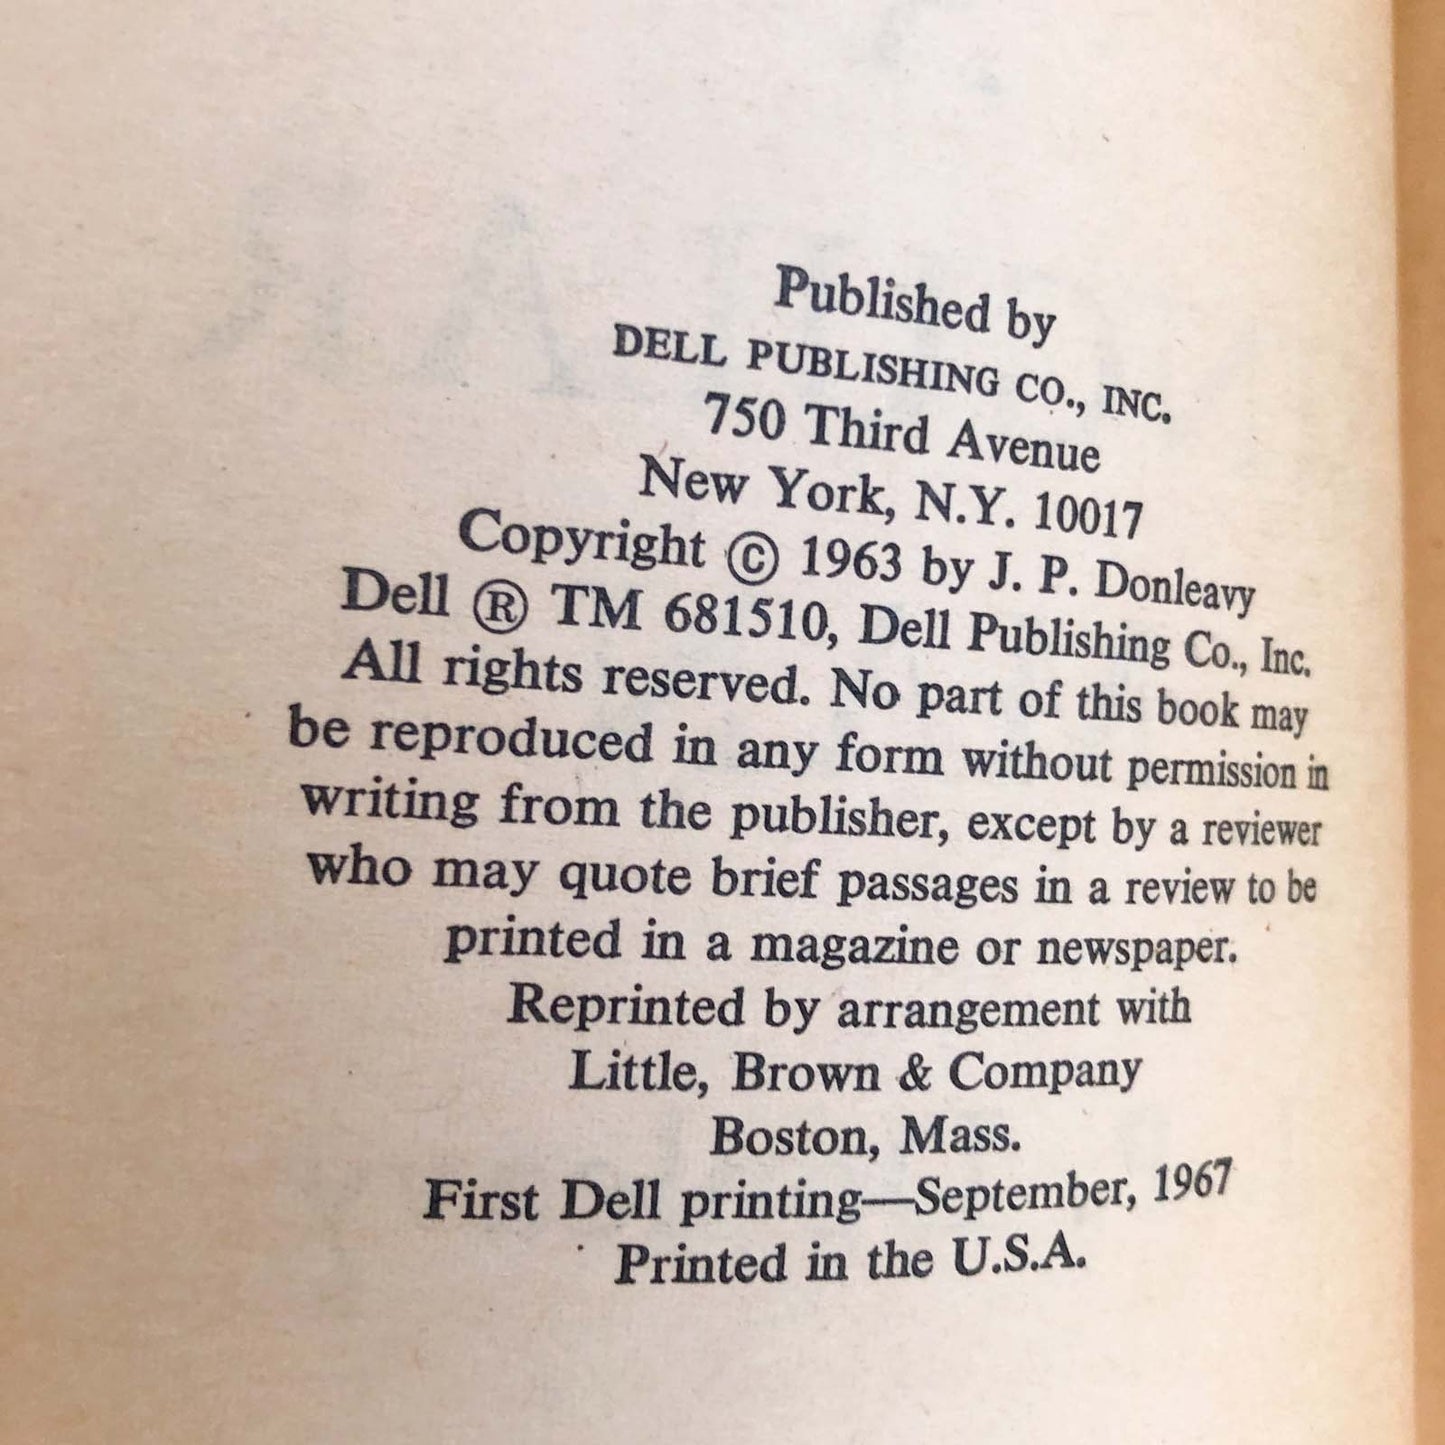 Published by
DELL PUBLISHING CO., INC.
750 Third Avenue
New York, N.Y. 10017
Copyright © 1963 by J. P. Donleavy
Dell ® TM 681510, Dell Publishing Co., Inc.
All rights reserved. No part of this book may
be reproduced in any form without permission in
writing from the publisher, except by a reviewer
who may quote brief passages in a review to be
printed in a magazine or newspaper.
Reprinted by arrangement with
Little, Brown & Company
Boston, Mass.
First Dell printing—September, 1967
Printed in the U.S.A.